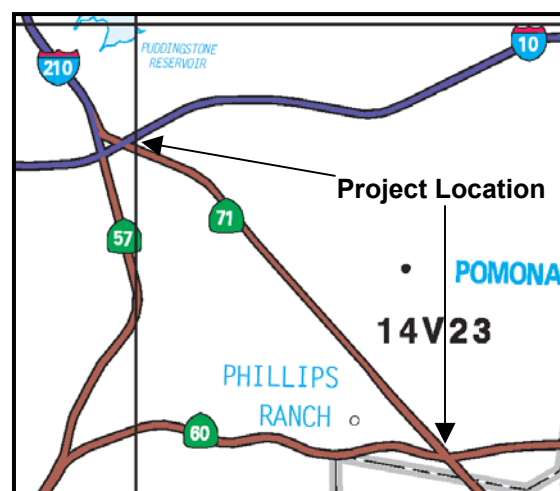 PUDDINGSTONE
RESERVOIR
210
10
Project Location
71
57
POMONA
14V23
PHILLIPS
RANCH
60